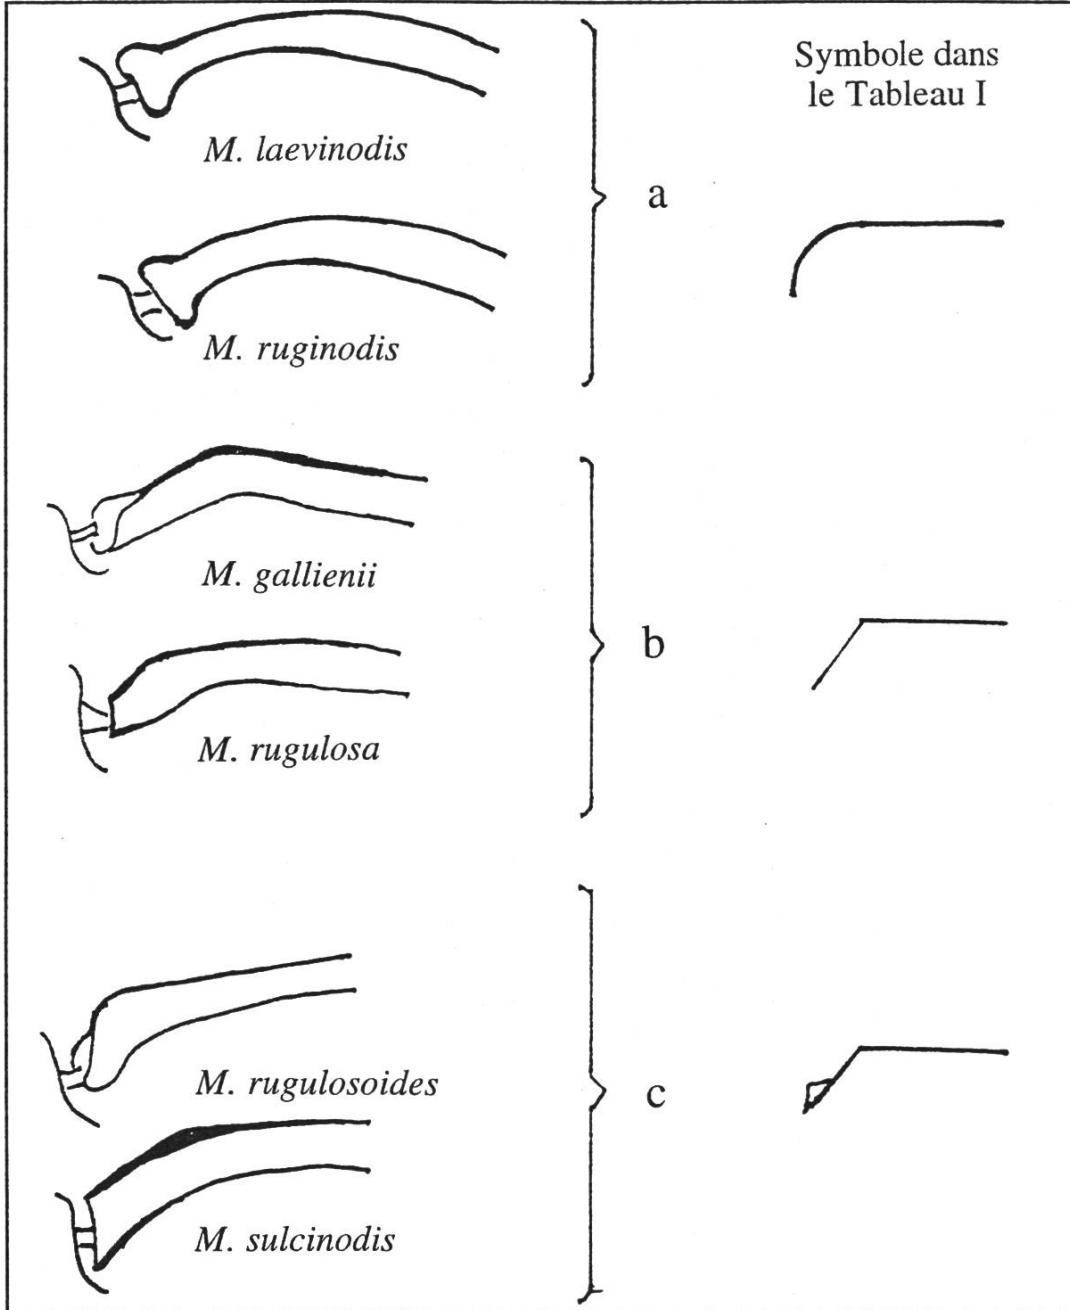 Symbole dans
le Tableau I
M. laevinodis
a
M. ruginodis
M. gallienii
b
M. rugulosa
M. rugulosoides
c
M. sulcinodis